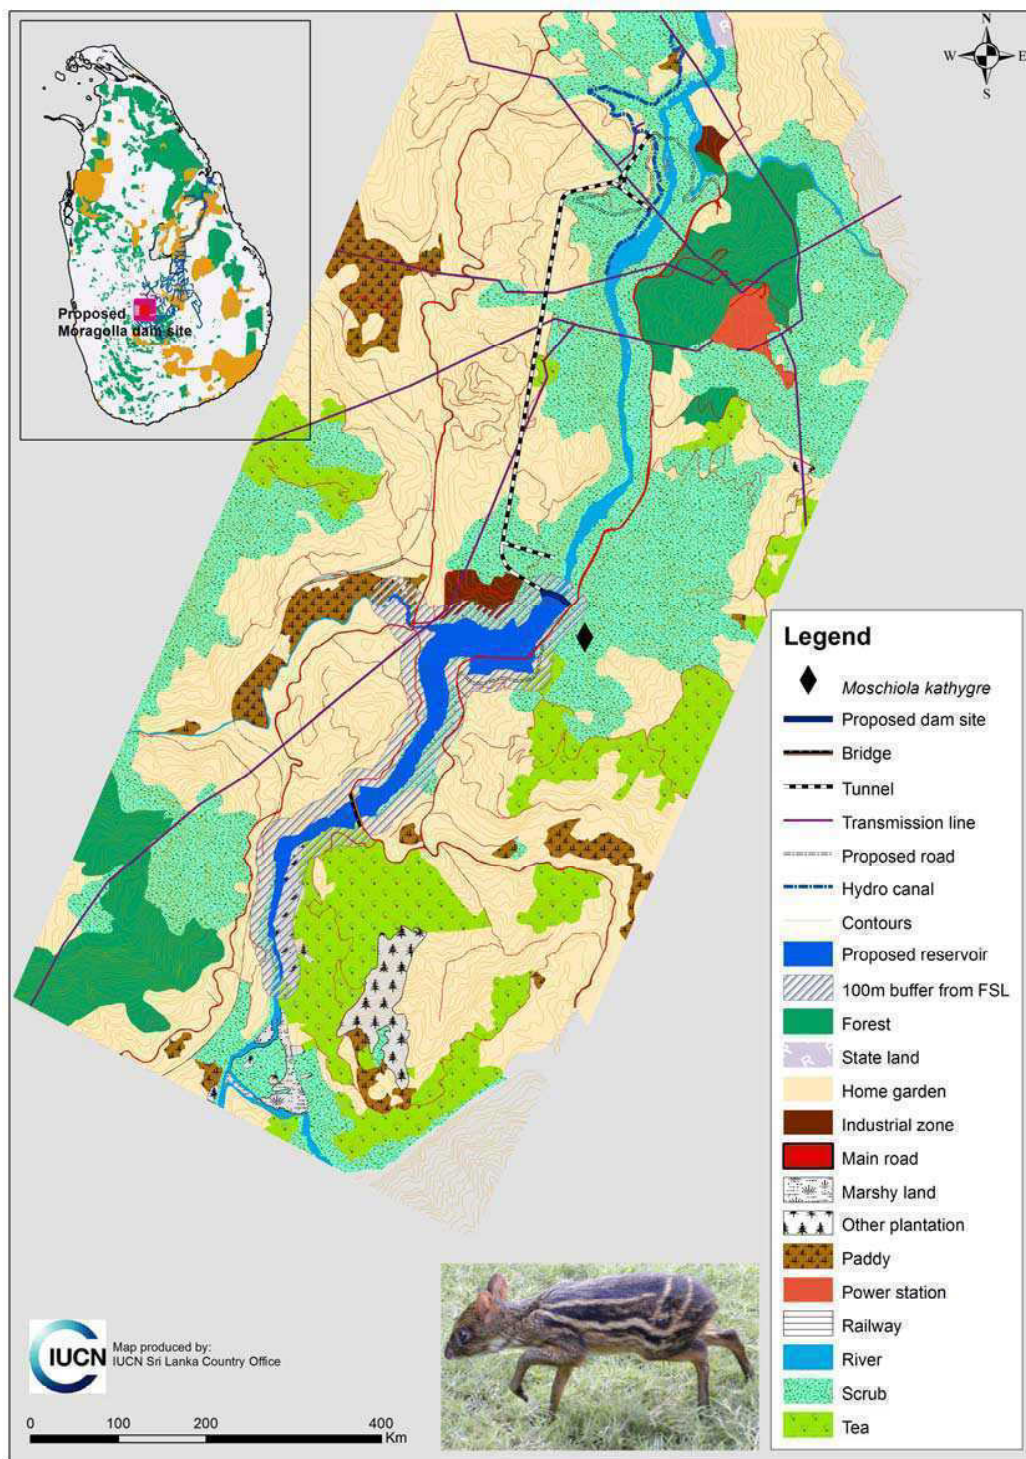 N
W E
S
Proposed
Moragolla dam site
R
R
Legend
Moschiola kathygre
Proposed dam site
Bridge
Tunnel
Transmission line
Proposed road
Hydro canal
Contours
Proposed reservoir
100m buffer from FSL
Forest
R R State land
Home garden
Industrial zone
Main road
Marshy land
Other plantation
Paddy
Power station
Railway
River
Scrub
Tea
IUCN
Map produced by:
IUCN Sri Lanka Country Office
0 100 200 400
Km